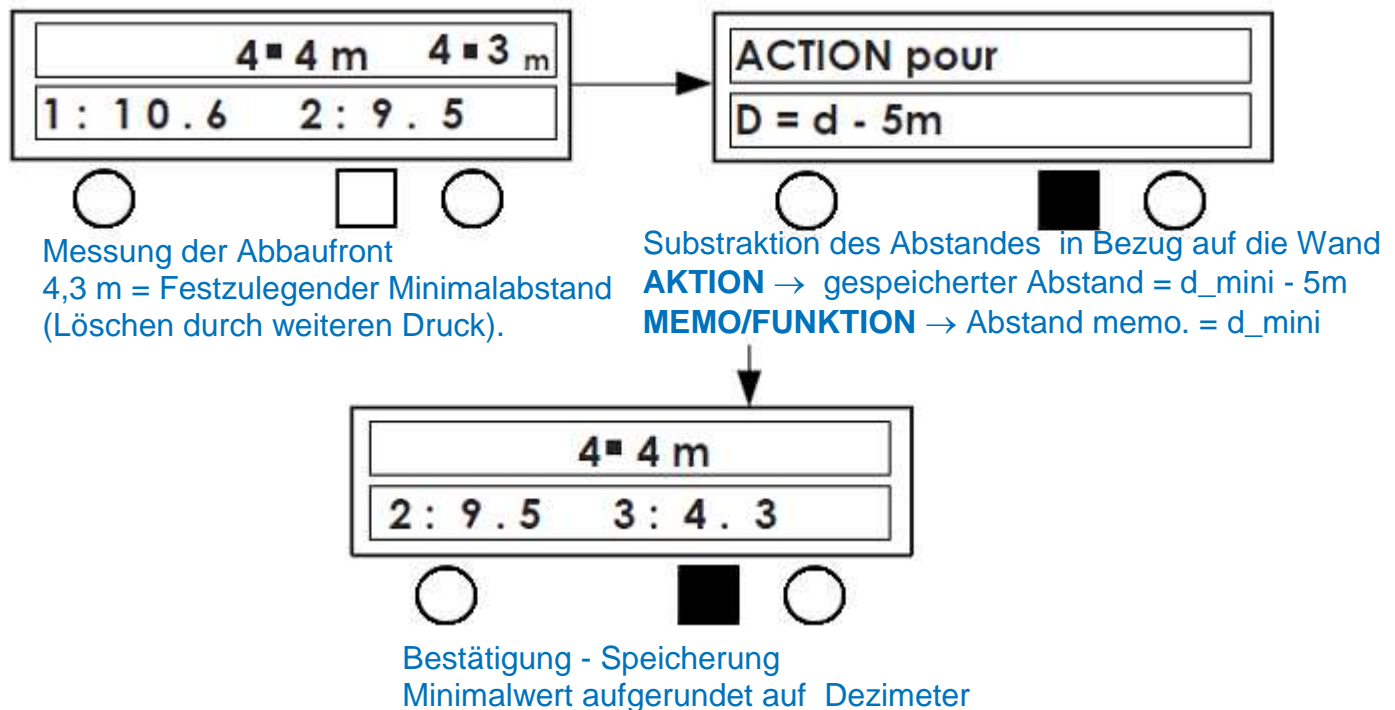 4▪4 m 4▪3 m
1: 10.6 2: 9.5
ACTION pour
D = d - 5m
Messung der Abbaufront
4,3 m = Festzulegender Minimalabstand
(Löschen durch weiteren Druck).
Substraktion des Abstandes in Bezug auf die Wand
AKTION → gespeicherter Abstand = d_mini - 5m
MEMO/FUNKTION → Abstand memo. = d_mini
4▪4 m
2: 9.5 3: 4.3
Bestätigung - Speicherung
Minimalwert aufgerundet auf Dezimeter